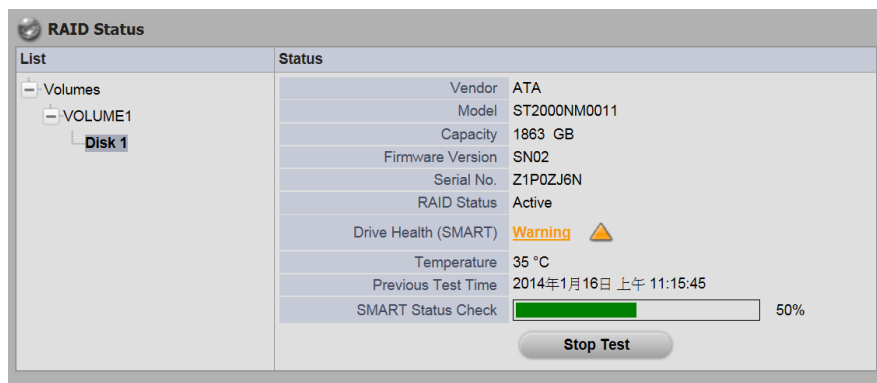 RAID Status
List
Status
Volumes
VOLUME1
Disk 1
Vendor ATA
Model ST2000NM0011
Capacity 1863 GB
Firmware Version SN02
Serial No. Z1P0ZJ6N
RAID Status Active
Drive Health (SMART) Warning
Temperature 35 °C
Previous Test Time 2014年1月16日 上午 11:15:45
SMART Status Check 50%
Stop Test